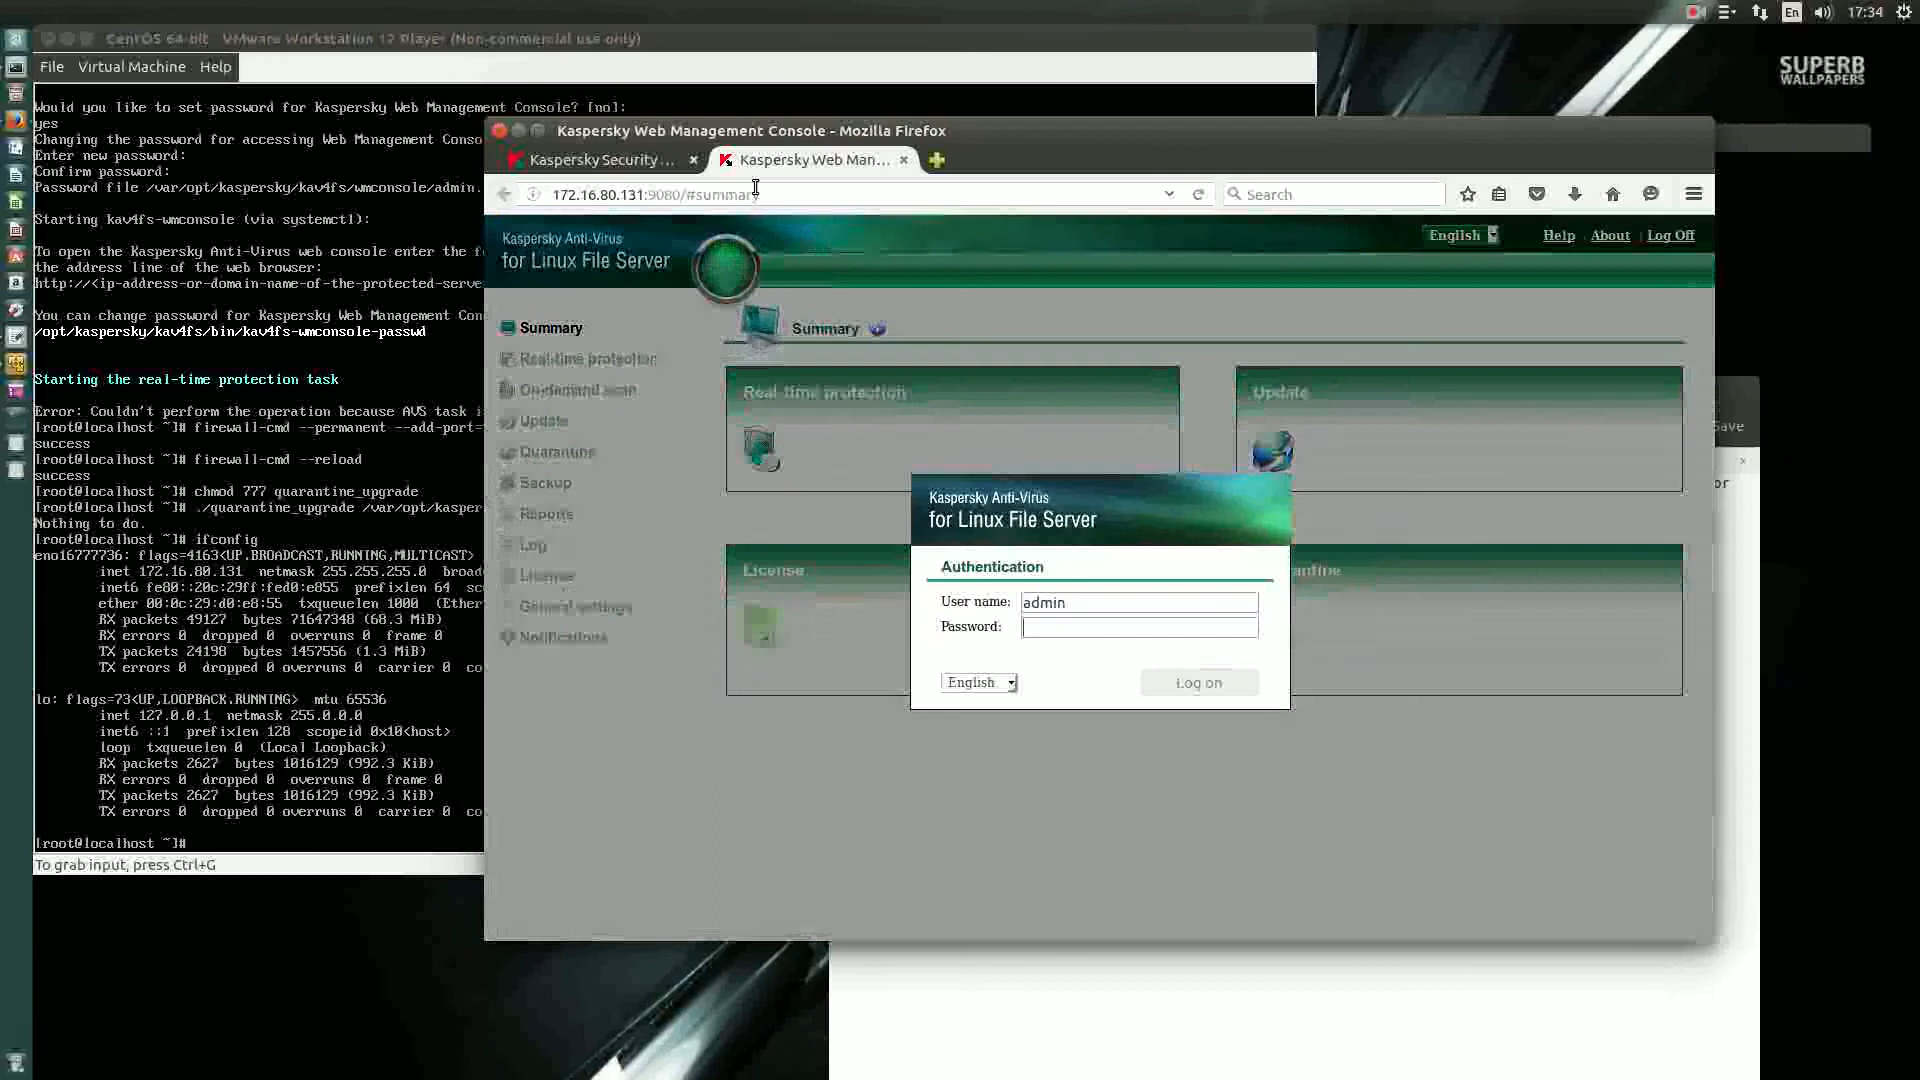 En
17:34
CentOS 64-bit - VMware Workstation 12 Player (Non-commercial use only)
File Virtual Machine Help
SUPERB
WALLPAPERS
Would you like to set password for Kaspersky Web Management Console? [no]:
yes
Changing the password for accessing Web Management Conso
Enter new password:
Confirm password:
Password file /var/opt/kaspersky/kav4fs/wmconsole/admin.
Starting kav4fs-wmconsole (via systemctl):
To open the Kaspersky Anti-Virus web console enter the f
the address line of the web browser:
http://<ip-address-or-domain-name-of-the-protected-serve
You can change password for Kaspersky Web Management Con
/opt/kaspersky/kav4fs/bin/kav4fs-wmconsole-passwd
Starting the real-time protection task
Error: Couldn't perform the operation because AVS task i
[root@localhost ~]# firewall-cmd --permanent --add-port=
success
[root@localhost ~]# firewall-cmd --reload
success
[root@localhost ~]# chmod 777 quarantine_upgrade
[root@localhost ~]# ./quarantine_upgrade /var/opt/kasper
Nothing to do.
[root@localhost ~]# ifconfig
eno16777736: flags=4163<UP,BROADCAST,RUNNING,MULTICAST>
inet 172.16.80.131 netmask 255.255.255.0 broad
inet6 fe80::20c:29ff:fed0:e855 prefixlen 64 sc
ether 00:0c:29:d0:e8:55 txqueuelen 1000 (Ether
RX packets 49127 bytes 71647348 (68.3 MiB)
RX errors 0 dropped 0 overruns 0 frame 0
TX packets 24198 bytes 1457556 (1.3 MiB)
TX errors 0 dropped 0 overruns 0 carrier 0 co
lo: flags=73<UP,LOOPBACK,RUNNING> mtu 65536
inet 127.0.0.1 netmask 255.0.0.0
inet6 ::1 prefixlen 128 scopeid 0x10<host>
loop txqueuelen 0 (Local Loopback)
RX packets 2627 bytes 1016129 (992.3 KiB)
RX errors 0 dropped 0 overruns 0 frame 0
TX packets 2627 bytes 1016129 (992.3 KiB)
TX errors 0 dropped 0 overruns 0 carrier 0 co
[root@localhost ~]#
To grab input, press Ctrl+G
Kaspersky Web Management Console - Mozilla Firefox
Kaspersky Security ...
Kaspersky Web Man...
172.16.80.131:9080/#summary
Search
Kaspersky Anti-Virus
for Linux File Server
English
Help About Log Off
Summary
Real-time protection
On-demand scan
Update
Quarantine
Backup
Reports
Log
License
General settings
Notifications
Summary
Real-time protection
Update
License
antine
Kaspersky Anti-Virus
for Linux File Server
Authentication
User name: admin
Password:
English
Log on
Save
or